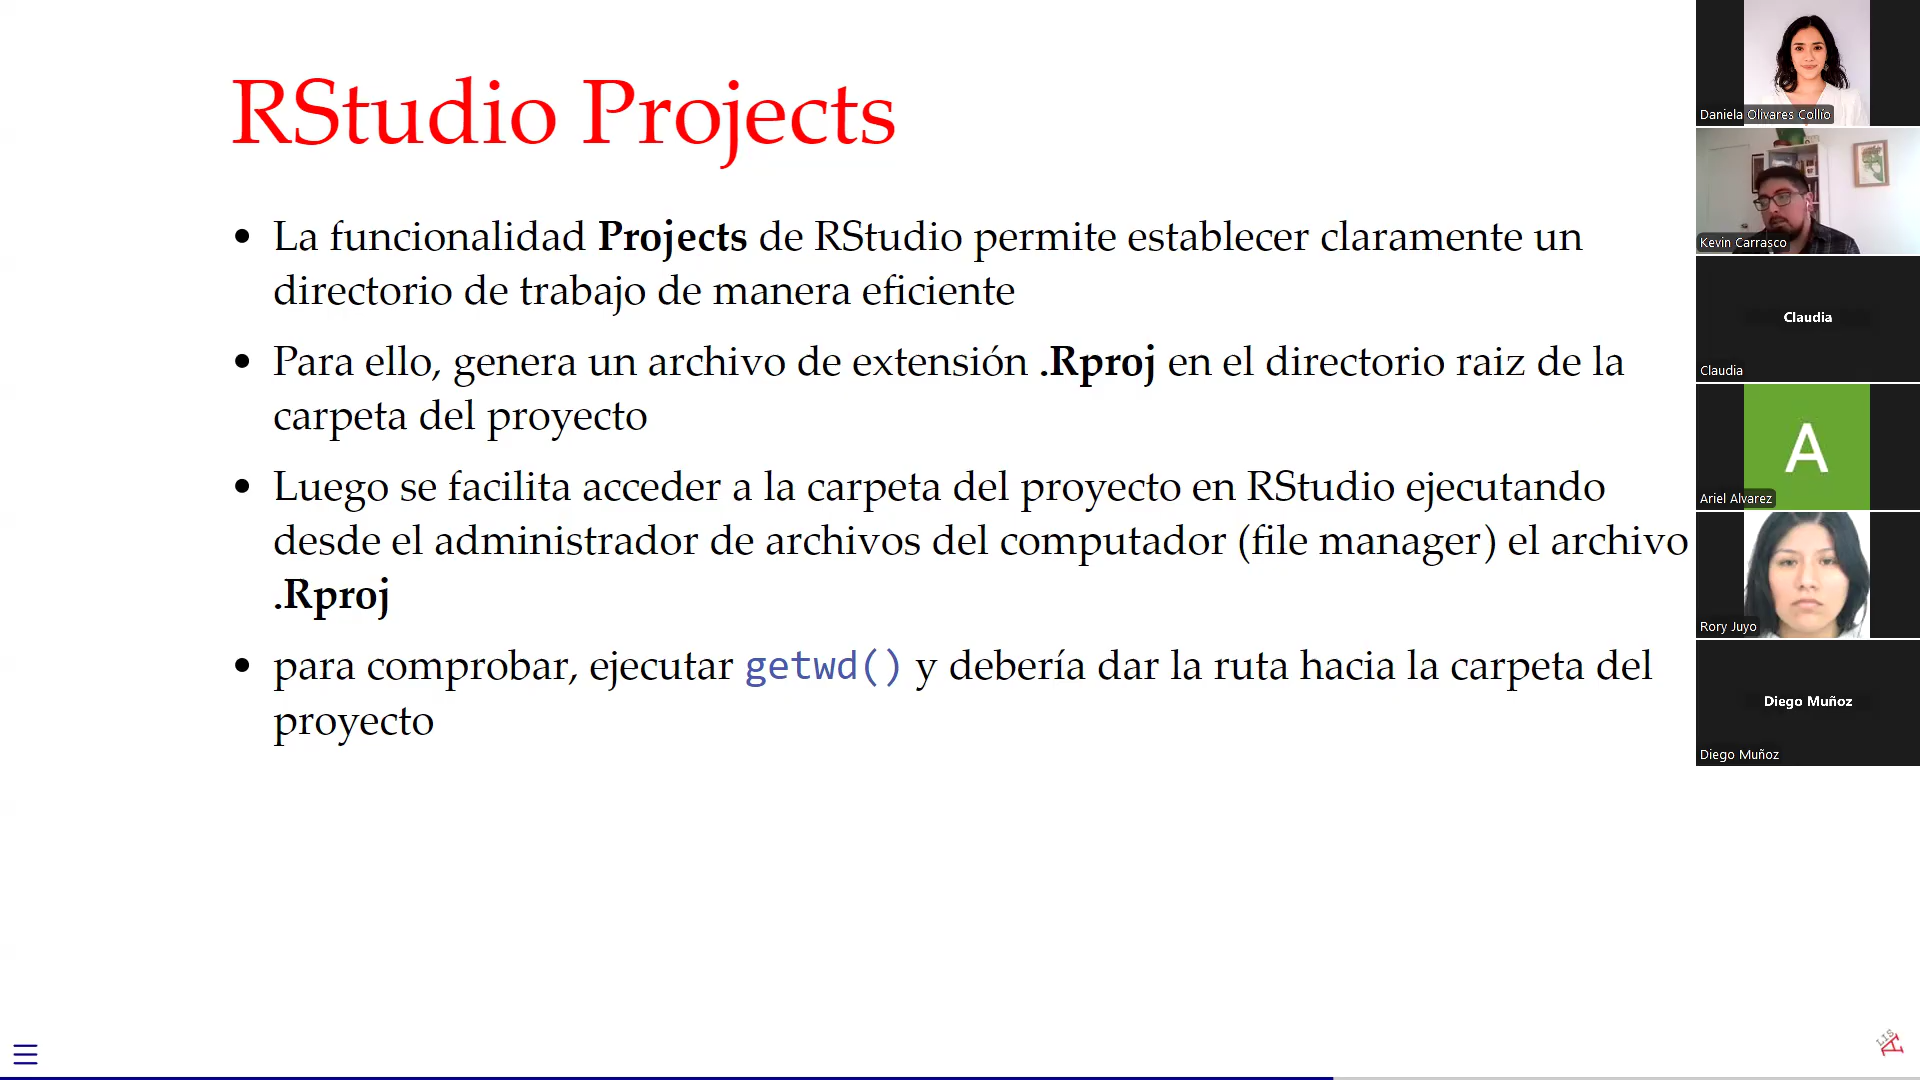 RStudio Projects
• La funcionalidad Projects de RStudio permite establecer claramente un
directorio de trabajo de manera eficiente
• Para ello, genera un archivo de extensión .Rproj en el directorio raiz de la
carpeta del proyecto
• Luego se facilita acceder a la carpeta del proyecto en RStudio ejecutando
desde el administrador de archivos del computador (file manager) el archivo
.Rproj
• para comprobar, ejecutar getwd() y debería dar la ruta hacia la carpeta del
proyecto
Daniela Olivares Collío
Kevin Carrasco
Claudia
Claudia
A
Ariel Alvarez
Rory Juyo
Diego Muñoz
Diego Muñoz
LISA